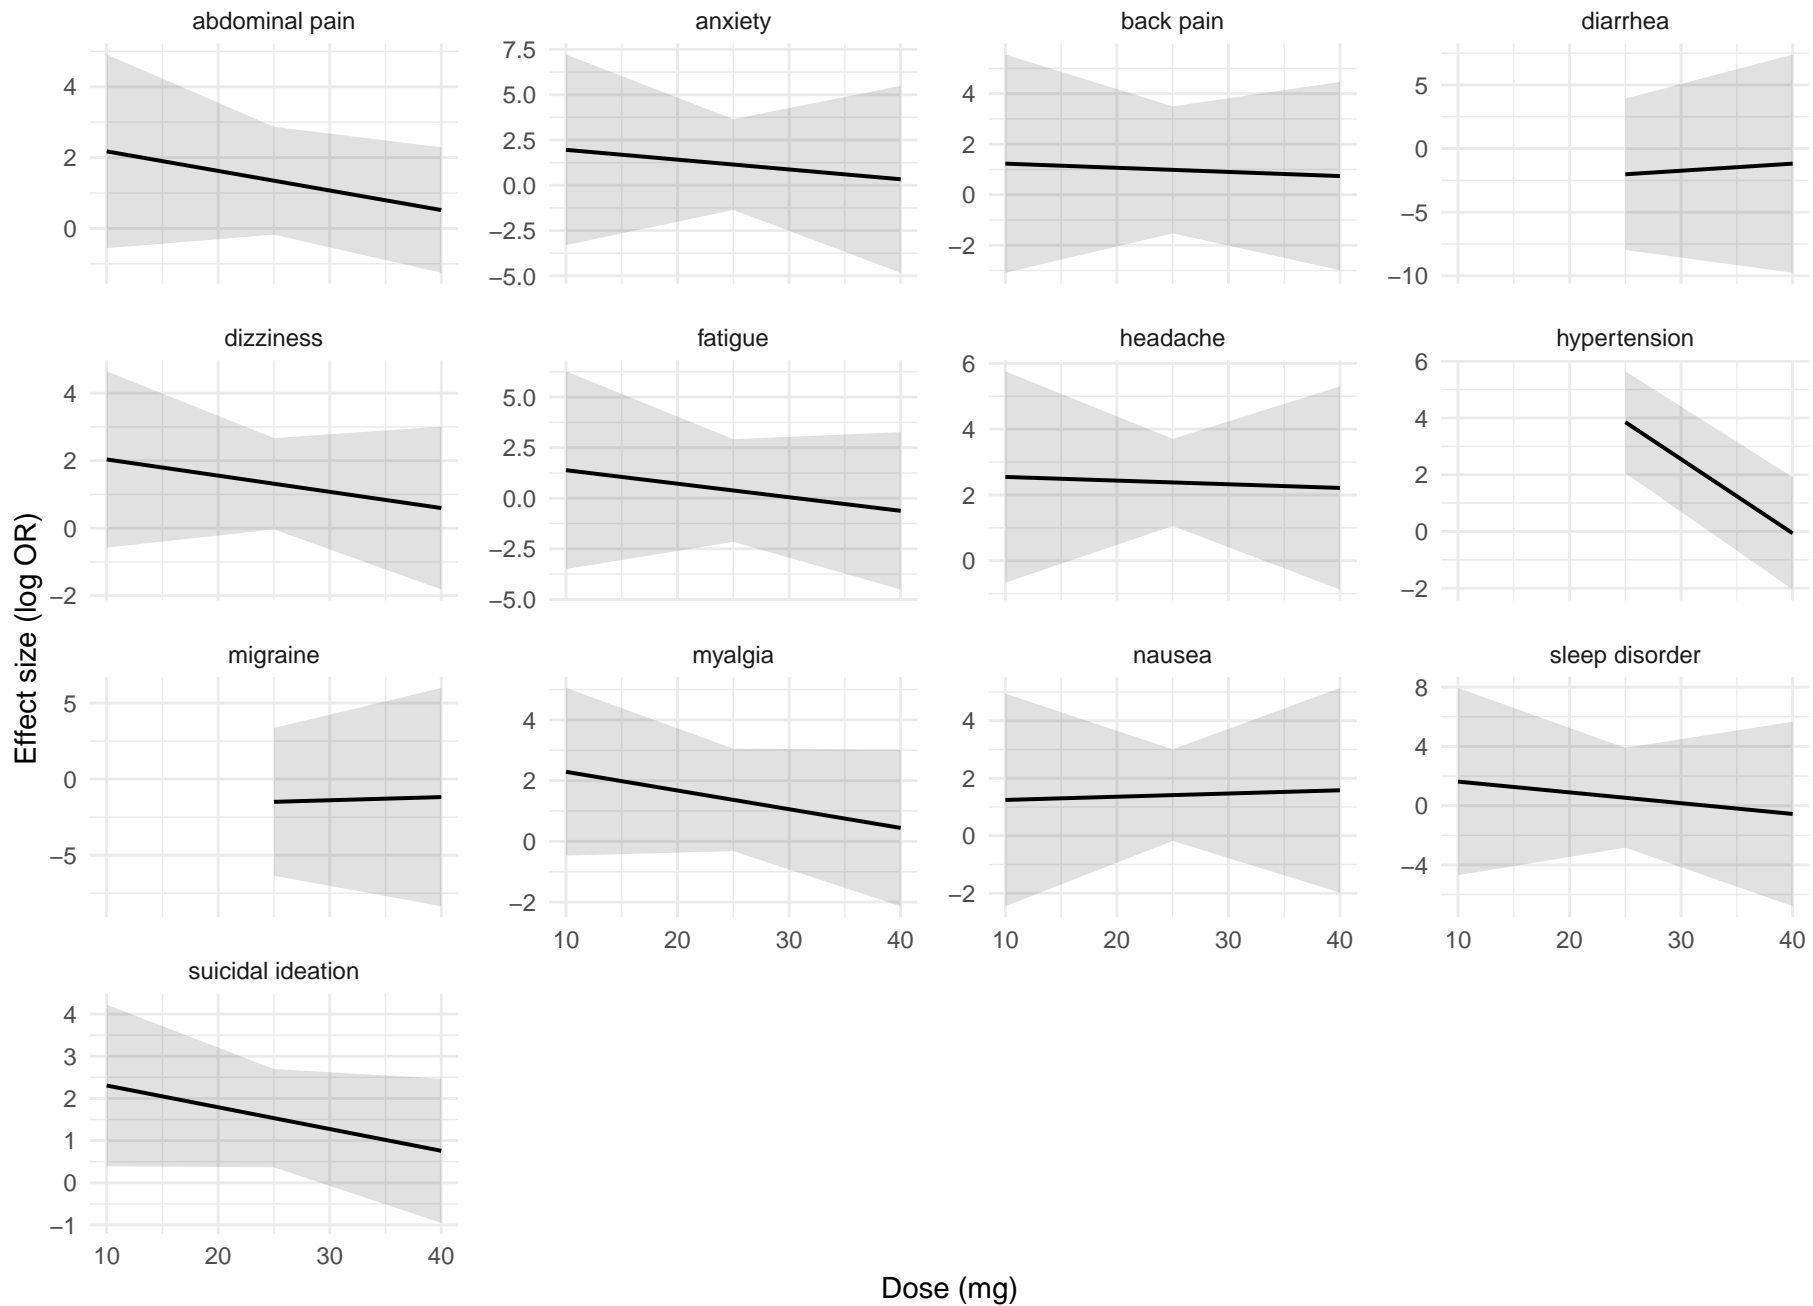 abdominal pain
4
2
0
anxiety
7.5
5.0
2.5
0.0
−2.5
−5.0
back pain
4
2
0
−2
diarrhea
5
0
−5
−10
dizziness
4
2
0
−2
fatigue
5.0
2.5
0.0
−2.5
−5.0
headache
6
4
2
0
hypertension
6
4
2
0
−2
migraine
5
0
−5
myalgia
4
2
0
−2
10 20 30 40
nausea
4
2
0
−2
10 20 30 40
sleep disorder
8
4
0
−4
10 20 30 40
suicidal ideation
4
3
2
1
0
−1
10 20 30 40
Effect size (log OR)
Dose (mg)